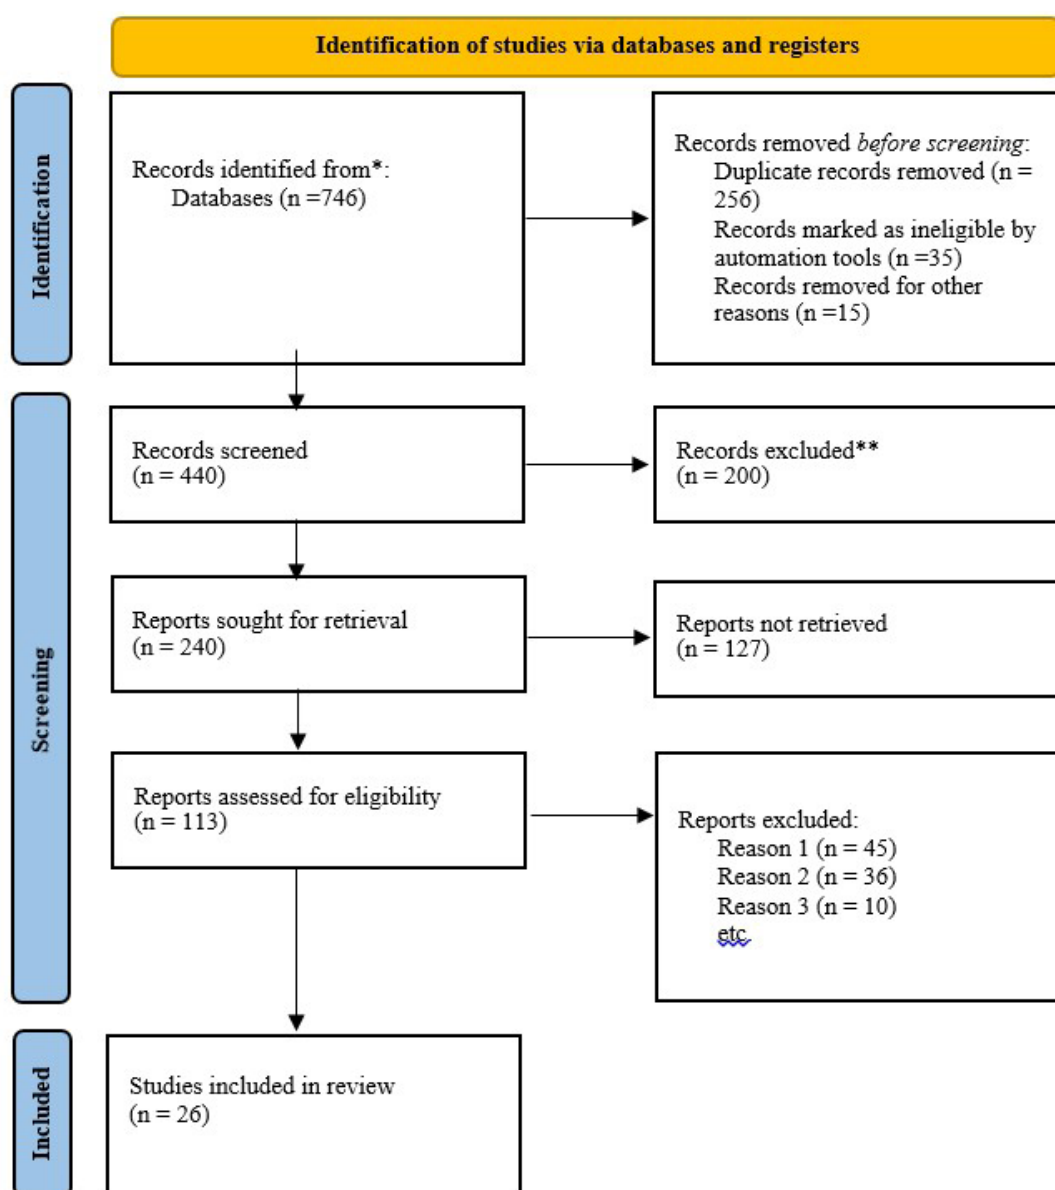 Identification of studies via databases and registers
Identification
Records identified from*:
Databases (n =746)
Records removed before screening:
Duplicate records removed (n =
256)
Records marked as ineligible by
automation tools (n =35)
Records removed for other
reasons (n =15)
Screening
Records screened
(n = 440)
Records excluded**
(n = 200)
Reports sought for retrieval
(n = 240)
Reports not retrieved
(n = 127)
Reports assessed for eligibility
(n = 113)
Reports excluded:
Reason 1 (n = 45)
Reason 2 (n = 36)
Reason 3 (n = 10)
etc.
Included
Studies included in review
(n = 26)